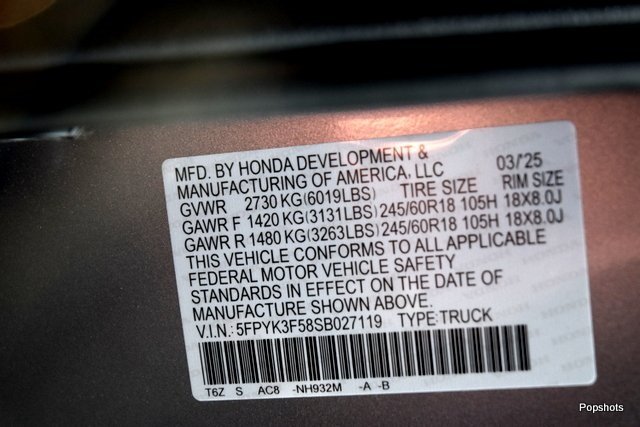 MFD. BY HONDA DEVELOPMENT & 03/'25
MANUFACTURING OF AMERICA, LLC
GVWR 2730 KG (6019LBS) TIRE SIZE RIM SIZE
GAWR F 1420 KG(3131LBS) 245/60R18 105H 18X8.0J
GAWR R 1480 KG(3263LBS) 245/60R18 105H 18X8.0J
THIS VEHICLE CONFORMS TO ALL APPLICABLE
FEDERAL MOTOR VEHICLE SAFETY
STANDARDS IN EFFECT ON THE DATE OF
MANUFACTURE SHOWN ABOVE.
V.I.N.:5FPYK3F58SB027119 TYPE:TRUCK
T6Z S AC8 -NH932M -A -B
Popshots